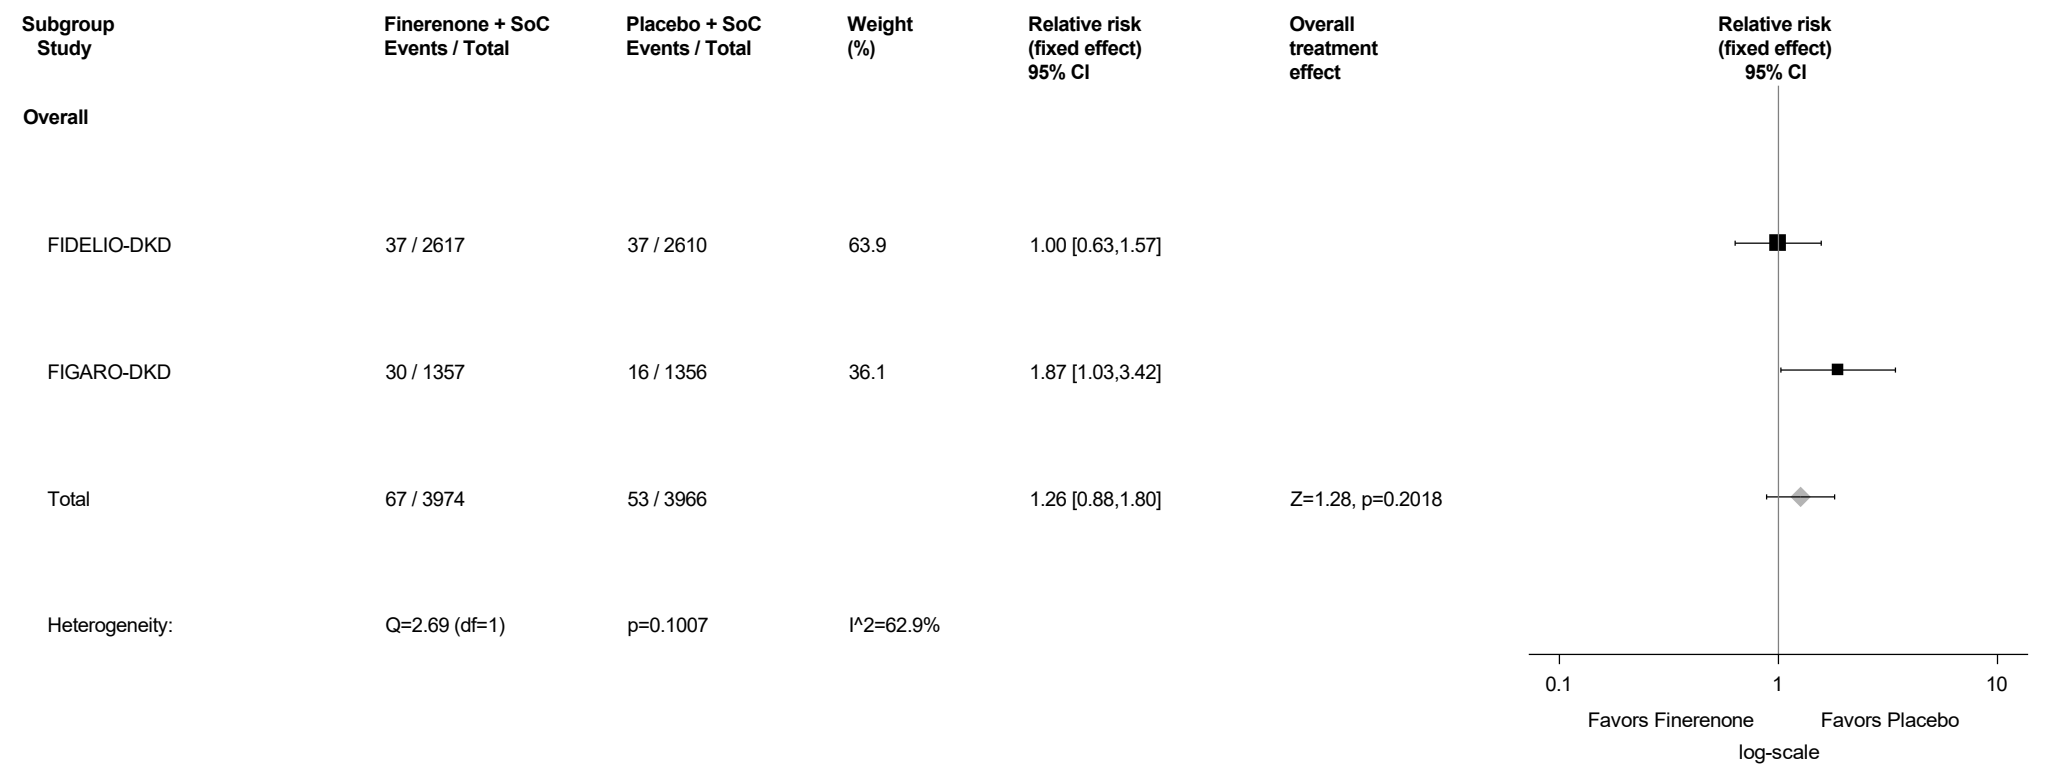 Subgroup Finerenone + SoC Placebo + SoC Weight Relative risk Overall Relative risk
Study Events / Total Events / Total (%) (fixed effect) treatment (fixed effect)
95% CI effect 95% CI
Overall
FIDELIO-DKD 37 / 2617 37 / 2610 63.9 1.00 [0.63,1.57]
FIGARO-DKD 30 / 1357 16 / 1356 36.1 1.87 [1.03,3.42]
Total 67 / 3974 53 / 3966 1.26 [0.88,1.80] Z=1.28, p=0.2018
Heterogeneity: Q=2.69 (df=1) p=0.1007 I^2=62.9%
0.1 1 10
Favors Finerenone Favors Placebo
log-scale